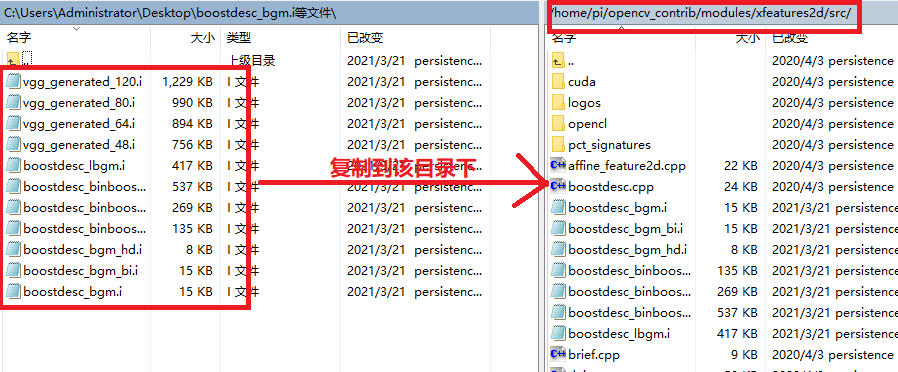 C:\Users\Administrator\Desktop\boostdesc_bgm.i等文件\
名字 大小 类型 已改变
.. 上级目录 2021/3/21 persistenc...
vgg_generated_120.i 1,229 KB I 文件 2021/3/21 persistenc...
vgg_generated_80.i 990 KB I 文件 2021/3/21 persistenc...
vgg_generated_64.i 894 KB I 文件 2021/3/21 persistenc...
vgg_generated_48.i 756 KB I 文件 2021/3/21 persistenc...
boostdesc_lbgm.i 417 KB I 文件 2021/3/21 persistenc...
boostdesc_binboos... 537 KB I 文件 2021/3/21 persistenc...
boostdesc_binboos... 269 KB I 文件 2021/3/21 persistenc...
boostdesc_binboos... 135 KB I 文件 2021/3/21 persistenc...
boostdesc_bgm_hd.i 8 KB I 文件 2021/3/21 persistenc...
boostdesc_bgm_bi.i 15 KB I 文件 2021/3/21 persistenc...
boostdesc_bgm.i 15 KB I 文件 2021/3/21 persistenc...
复制到该目录下
/home/pi/opencv_contrib/modules/xfeatures2d/src/
名字 大小 已改变
.. 2020/4/3 persistence
cuda 2020/4/3 persistence
logos 2020/4/3 persistence
opencl 2020/4/3 persistence
pct_signatures 2020/4/3 persistence
affine_feature2d.cpp 22 KB 2020/4/3 persistence
boostdesc.cpp 24 KB 2020/4/3 persistence
boostdesc_bgm.i 15 KB 2021/3/21 persistence
boostdesc_bgm_bi.i 15 KB 2021/3/21 persistence
boostdesc_bgm_hd.i 8 KB 2021/3/21 persistence
boostdesc_binboos... 135 KB 2021/3/21 persistence
boostdesc_binboos... 269 KB 2021/3/21 persistence
boostdesc_binboos... 537 KB 2021/3/21 persistence
boostdesc_lbgm.i 417 KB 2021/3/21 persistence
brief.cpp 9 KB 2020/4/3 persistence